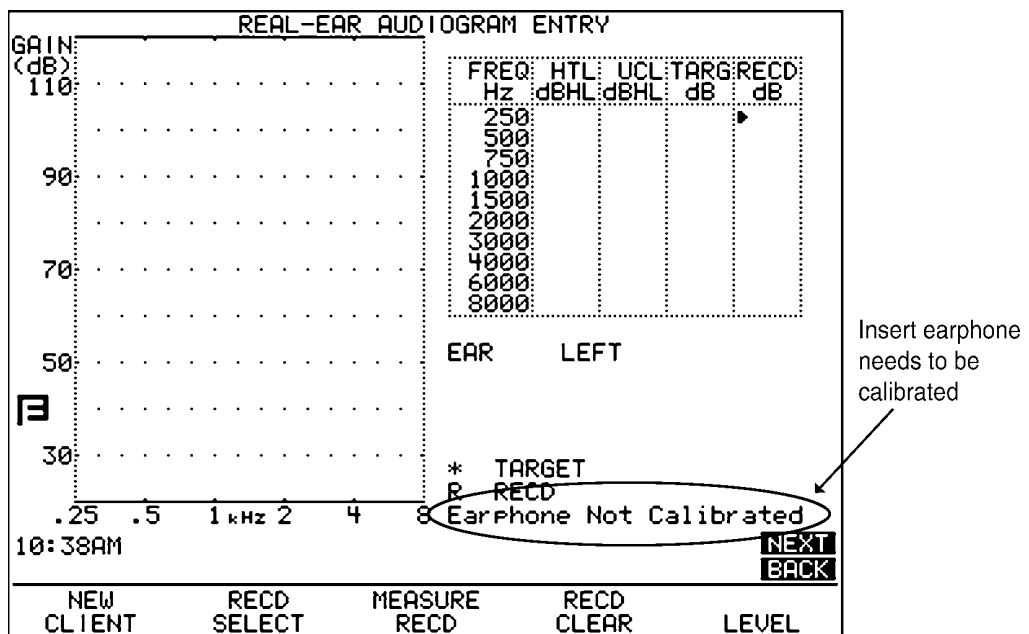 REAL-EAR AUDIOGRAM ENTRY
GAIN
(dB)
110
90
70
50
30
.25 .5 1 kHz 2 4 8
FREQ HTL UCL TARG RECD
Hz dBHL dBHL dB dB
250
500
750
1000
1500
2000
3000
4000
6000
8000
EAR LEFT
* TARGET
R RECD
Earphone Not Calibrated
Insert earphone
needs to be
calibrated
10:38AM
NEXT
BACK
NEW CLIENT
RECD SELECT
MEASURE RECD
RECD CLEAR
LEVEL